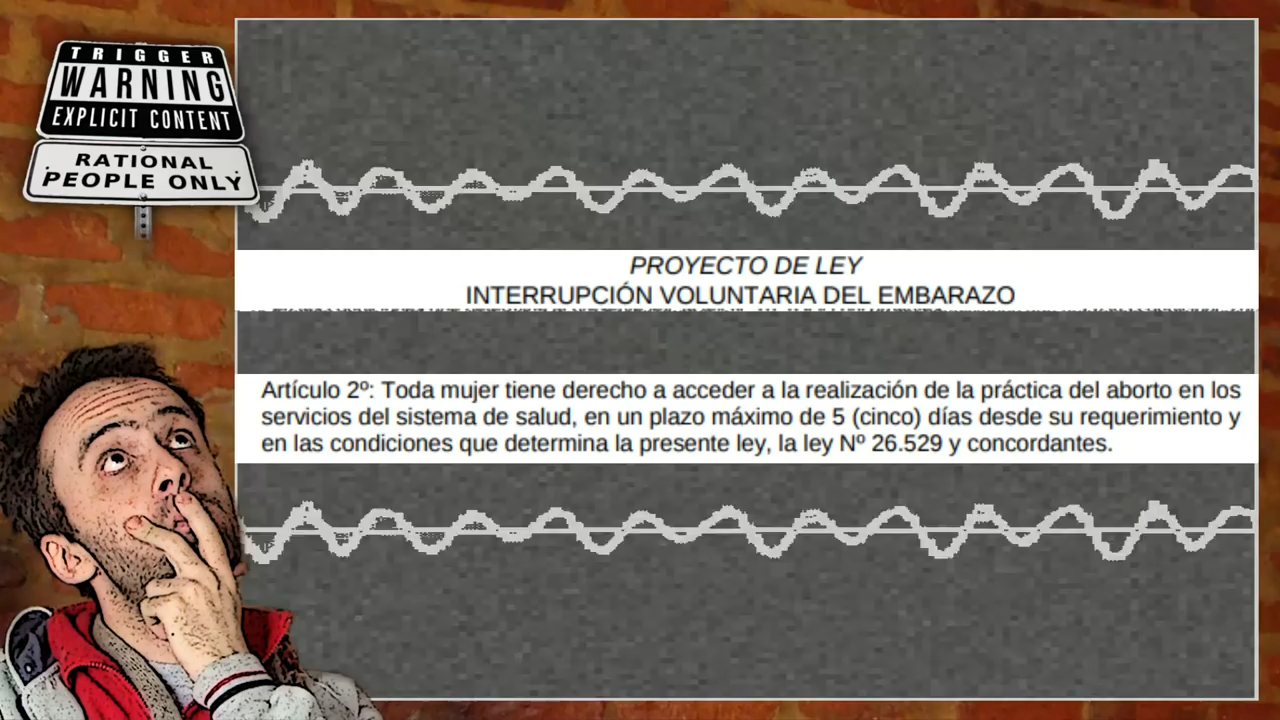 TRIGGER
WARNING
EXPLICIT CONTENT
RATIONAL
PEOPLE ONLY
PROYECTO DE LEY
INTERRUPCIÓN VOLUNTARIA DEL EMBARAZO
Artículo 2º: Toda mujer tiene derecho a acceder a la realización de la práctica del aborto en los
servicios del sistema de salud, en un plazo máximo de 5 (cinco) días desde su requerimiento y
en las condiciones que determina la presente ley, la ley Nº 26.529 y concordantes.